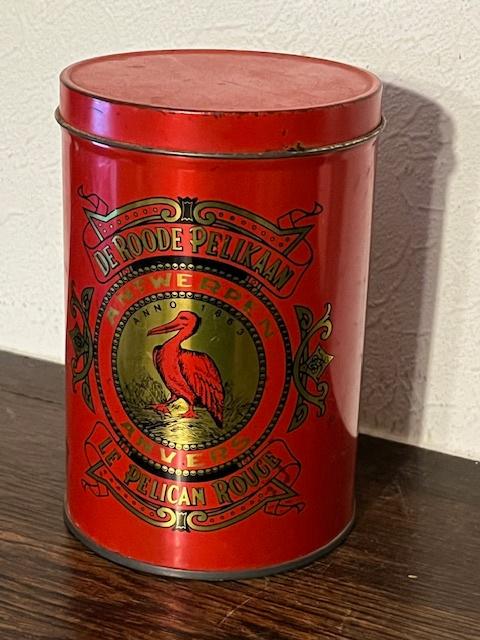 DE ROODE PELIKAAN
ANTWERPEN
ANNO 1863
ANVERS
LE PELICAN ROUGE